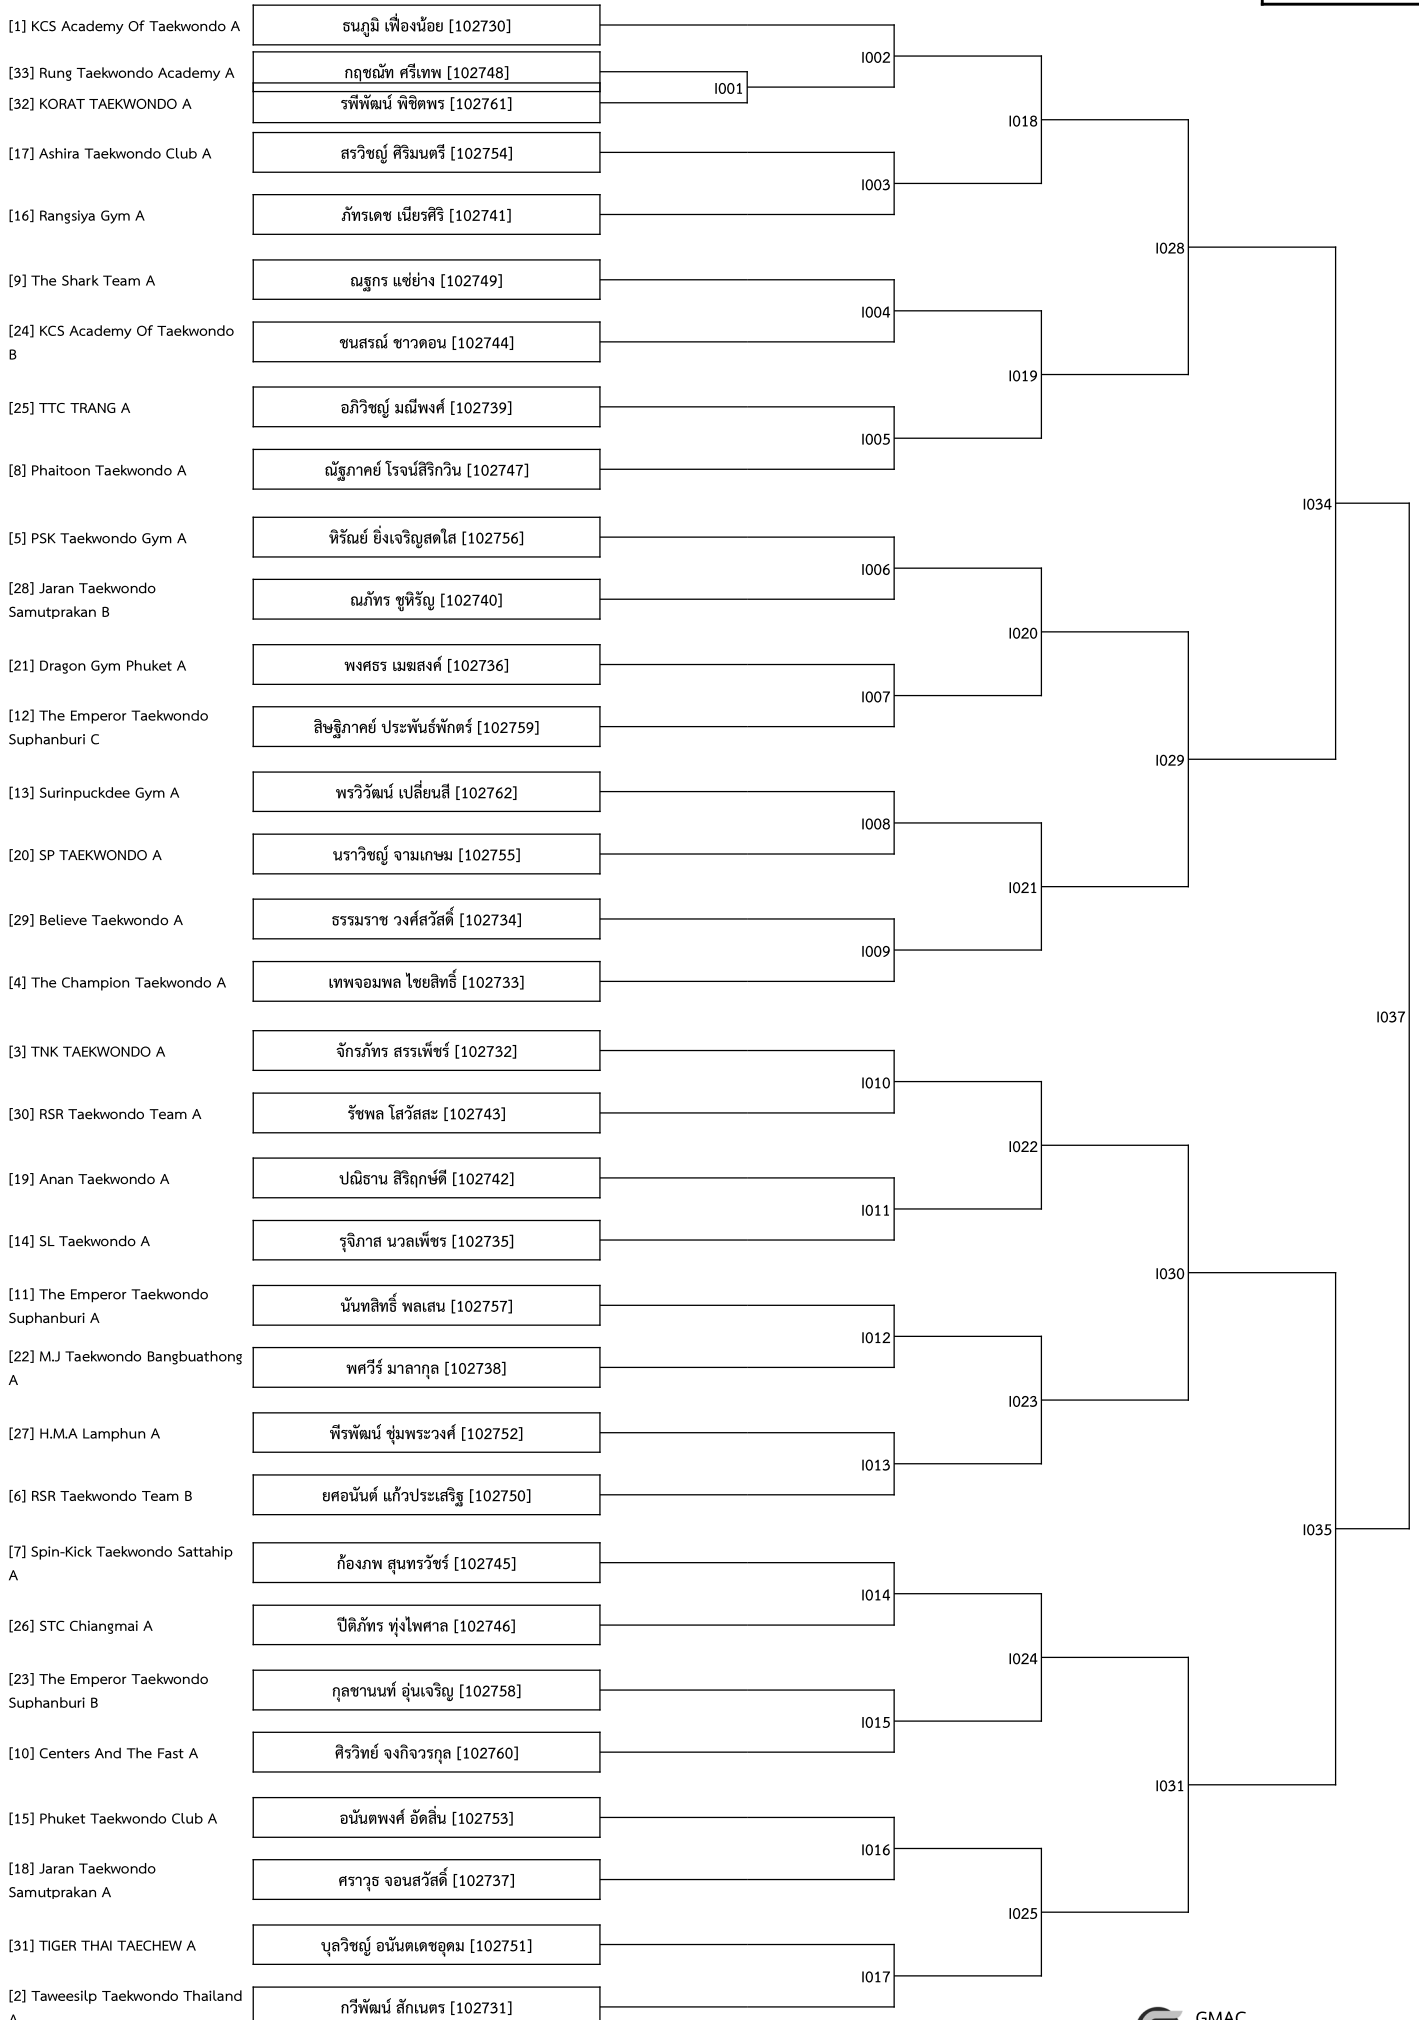 [1] KCS Academy Of Taekwondo A
ธนภูมิ เฟื่องน้อย [102730]
I002
[33] Rung Taekwondo Academy A
กฤชณัท ศรีเทพ [102748]
I001
[32] KORAT TAEKWONDO A
รพีพัฒน์ พิชิตพร [102761]
I018
[17] Ashira Taekwondo Club A
สรวิชญ์ ศิริมนตรี [102754]
I003
[16] Rangsiya Gym A
ภัทรเดช เนียรศิริ [102741]
I028
[9] The Shark Team A
ณฐกร แซ่ย่าง [102749]
I004
[24] KCS Academy Of Taekwondo
B
ชนสรณ์ ชาวดอน [102744]
I019
[25] TTC TRANG A
อภิวิชญ์ มณีพงศ์ [102739]
I005
[8] Phaitoon Taekwondo A
ณัฐภาคย์ โรจน์สิริกวิน [102747]
I034
[5] PSK Taekwondo Gym A
หิรัณย์ ยิ่งเจริญสดใส [102756]
I006
[28] Jaran Taekwondo
Samutprakan B
ณภัทร ชูหิรัญ [102740]
I020
[21] Dragon Gym Phuket A
พงศธร เมฆสงค์ [102736]
I007
[12] The Emperor Taekwondo
Suphanburi C
สิษฐิภาคย์ ประพันธ์พักตร์ [102759]
I029
[13] Surinpuckdee Gym A
พรวิวัฒน์ เปลี่ยนสี [102762]
I008
[20] SP TAEKWONDO A
นราวิชญ์ จามเกษม [102755]
I021
[29] Believe Taekwondo A
ธรรมราช วงศ์สวัสดิ์ [102734]
I009
[4] The Champion Taekwondo A
เทพจอมพล ไชยสิทธิ์ [102733]
I037
[3] TNK TAEKWONDO A
จักรภัทร สรรเพ็ชร์ [102732]
I010
[30] RSR Taekwondo Team A
รัชพล โสวัสสะ [102743]
I022
[19] Anan Taekwondo A
ปณิธาน สิริฤกษ์ดี [102742]
I011
[14] SL Taekwondo A
รุจิภาส นวลเพ็ชร [102735]
I030
[11] The Emperor Taekwondo
Suphanburi A
นันทสิทธิ์ พลเสน [102757]
I012
[22] M.J Taekwondo Bangbuathong
A
พศวีร์ มาลากุล [102738]
I023
[27] H.M.A Lamphun A
พีรพัฒน์ ชุ่มพระวงศ์ [102752]
I013
[6] RSR Taekwondo Team B
ยศอนันต์ แก้วประเสริฐ [102750]
I035
[7] Spin-Kick Taekwondo Sattahip
A
ก้องภพ สุนทรวัชร์ [102745]
I014
[26] STC Chiangmai A
ปีติภัทร ทุ่งไพศาล [102746]
I024
[23] The Emperor Taekwondo
Suphanburi B
กุลชานนท์ อุ่นเจริญ [102758]
I015
[10] Centers And The Fast A
ศิรวิทย์ จงกิจวรกุล [102760]
I031
[15] Phuket Taekwondo Club A
อนันตพงศ์ อัดสิ่น [102753]
I016
[18] Jaran Taekwondo
Samutprakan A
ศราวุธ จอนสวัสดิ์ [102737]
I025
[31] TIGER THAI TAECHEW A
บุลวิชญ์ อนันตเดชอุดม [102751]
I017
[2] Taweesilp Taekwondo Thailand
A
กวีพัฒน์ สักเนตร [102731]
GMAC